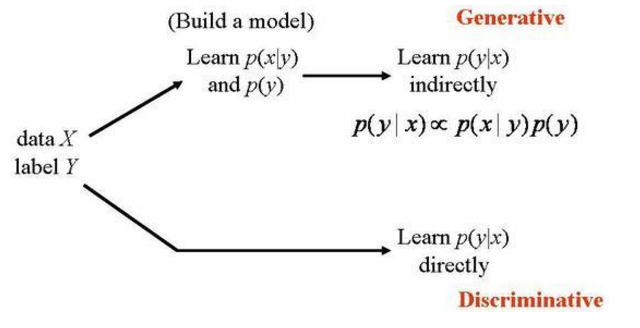 (Build a model)
Generative
Learn p(x|y)
and p(y)
Learn p(y|x)
indirectly
p(y | x) ∝ p(x | y)p(y)
data X
label Y
Learn p(y|x)
directly
Discriminative